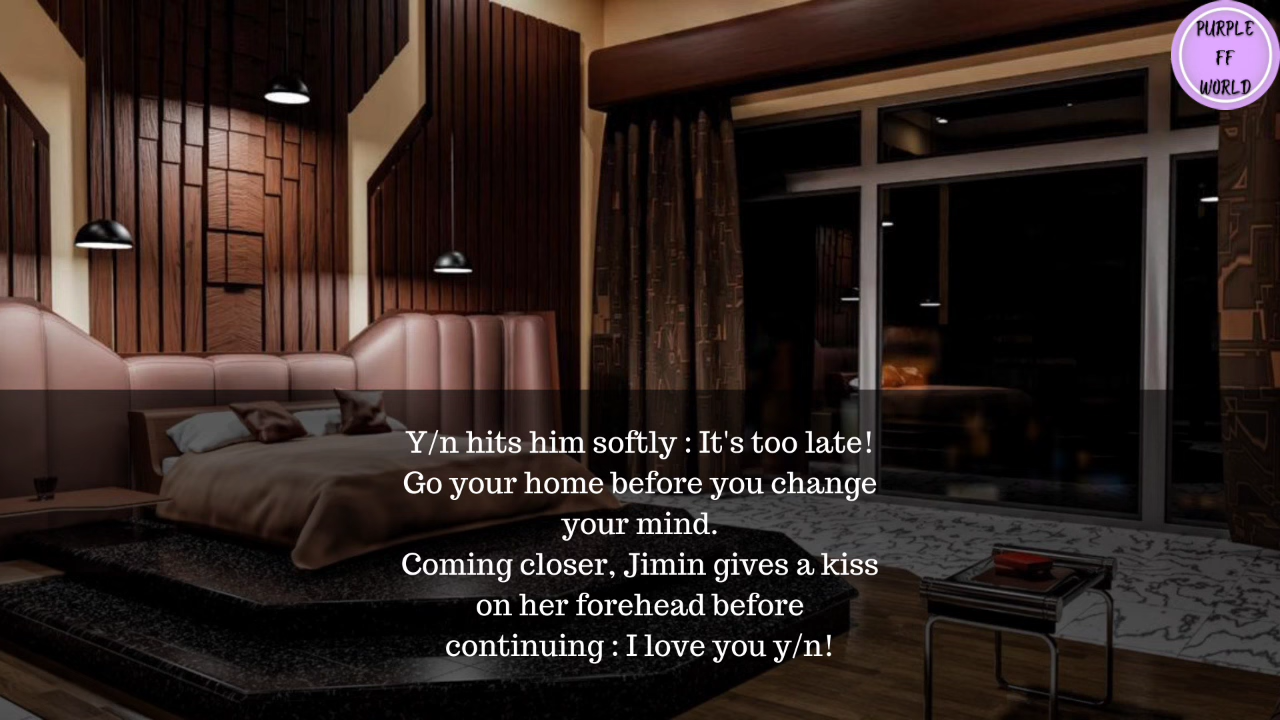 PURPLE
FF
WORLD
Y/n hits him softly : It's too late!
Go your home before you change
your mind.
Coming closer, Jimin gives a kiss
on her forehead before
continuing : I love you y/n!